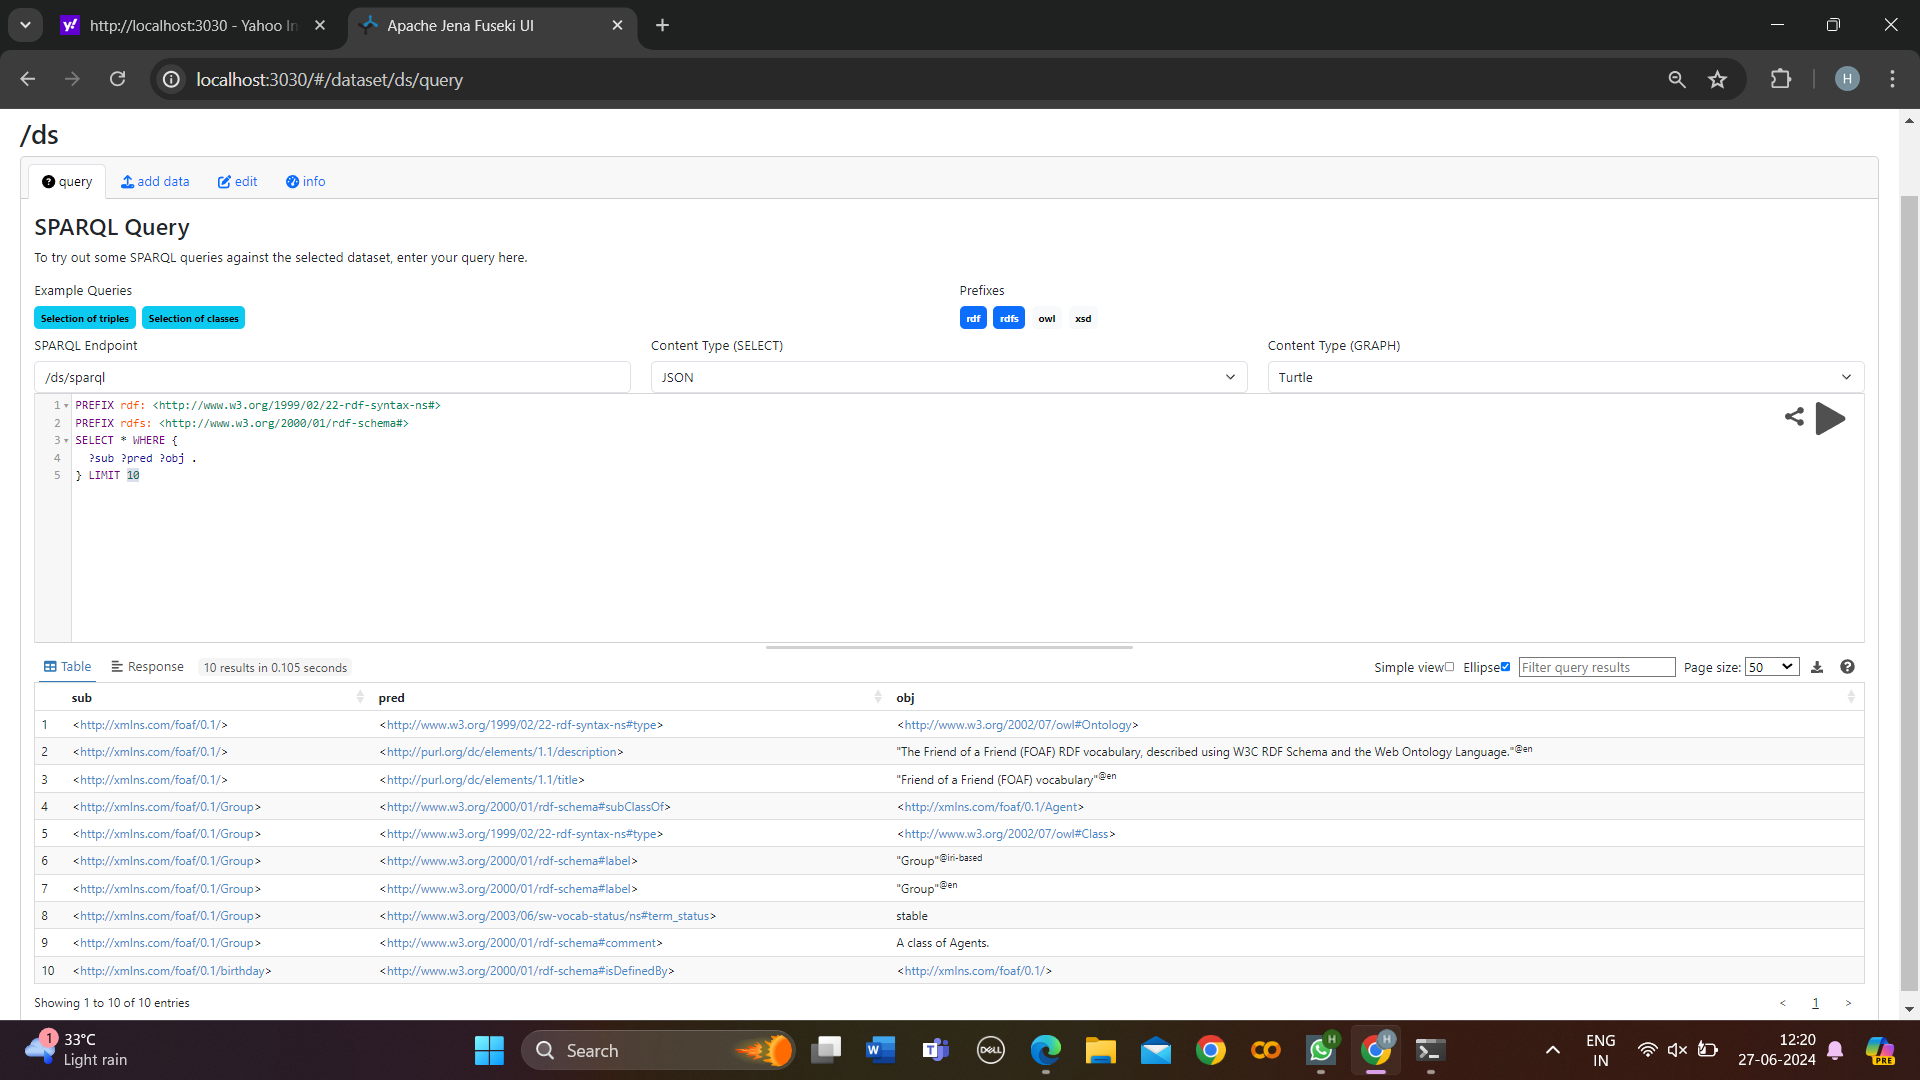 http://localhost:3030 - Yahoo In
Apache Jena Fuseki UI
localhost:3030/#/dataset/ds/query
H
/ds
query
add data
edit
info
SPARQL Query
To try out some SPARQL queries against the selected dataset, enter your query here.
Example Queries
Prefixes
Selection of triples
Selection of classes
rdf
rdfs
owl
xsd
SPARQL Endpoint
Content Type (SELECT)
Content Type (GRAPH)
/ds/sparql
JSON
Turtle
1 PREFIX rdf: <http://www.w3.org/1999/02/22-rdf-syntax-ns#>
2 PREFIX rdfs: <http://www.w3.org/2000/01/rdf-schema#>
3 SELECT * WHERE {
4 ?sub ?pred ?obj .
5 } LIMIT 10
Table
Response
10 results in 0.105 seconds
Simple view
Ellipse
Filter query results
Page size: 50
sub pred obj
1 <http://xmlns.com/foaf/0.1/> <http://www.w3.org/1999/02/22-rdf-syntax-ns#type> <http://www.w3.org/2002/07/owl#Ontology>
2 <http://xmlns.com/foaf/0.1/> <http://purl.org/dc/elements/1.1/description> "The Friend of a Friend (FOAF) RDF vocabulary, described using W3C RDF Schema and the Web Ontology Language."@en
3 <http://xmlns.com/foaf/0.1/> <http://purl.org/dc/elements/1.1/title> "Friend of a Friend (FOAF) vocabulary"@en
4 <http://xmlns.com/foaf/0.1/Group> <http://www.w3.org/2000/01/rdf-schema#subClassOf> <http://xmlns.com/foaf/0.1/Agent>
5 <http://xmlns.com/foaf/0.1/Group> <http://www.w3.org/1999/02/22-rdf-syntax-ns#type> <http://www.w3.org/2002/07/owl#Class>
6 <http://xmlns.com/foaf/0.1/Group> <http://www.w3.org/2000/01/rdf-schema#label> "Group"@iri-based
7 <http://xmlns.com/foaf/0.1/Group> <http://www.w3.org/2000/01/rdf-schema#label> "Group"@en
8 <http://xmlns.com/foaf/0.1/Group> <http://www.w3.org/2003/06/sw-vocab-status/ns#term_status> stable
9 <http://xmlns.com/foaf/0.1/Group> <http://www.w3.org/2000/01/rdf-schema#comment> A class of Agents.
10 <http://xmlns.com/foaf/0.1/birthday> <http://www.w3.org/2000/01/rdf-schema#isDefinedBy> <http://xmlns.com/foaf/0.1/>
Showing 1 to 10 of 10 entries
< 1 >
1
33°C
Light rain
Search
W
T
DELL
H
H
ENG
IN
12:20
27-06-2024
PRE